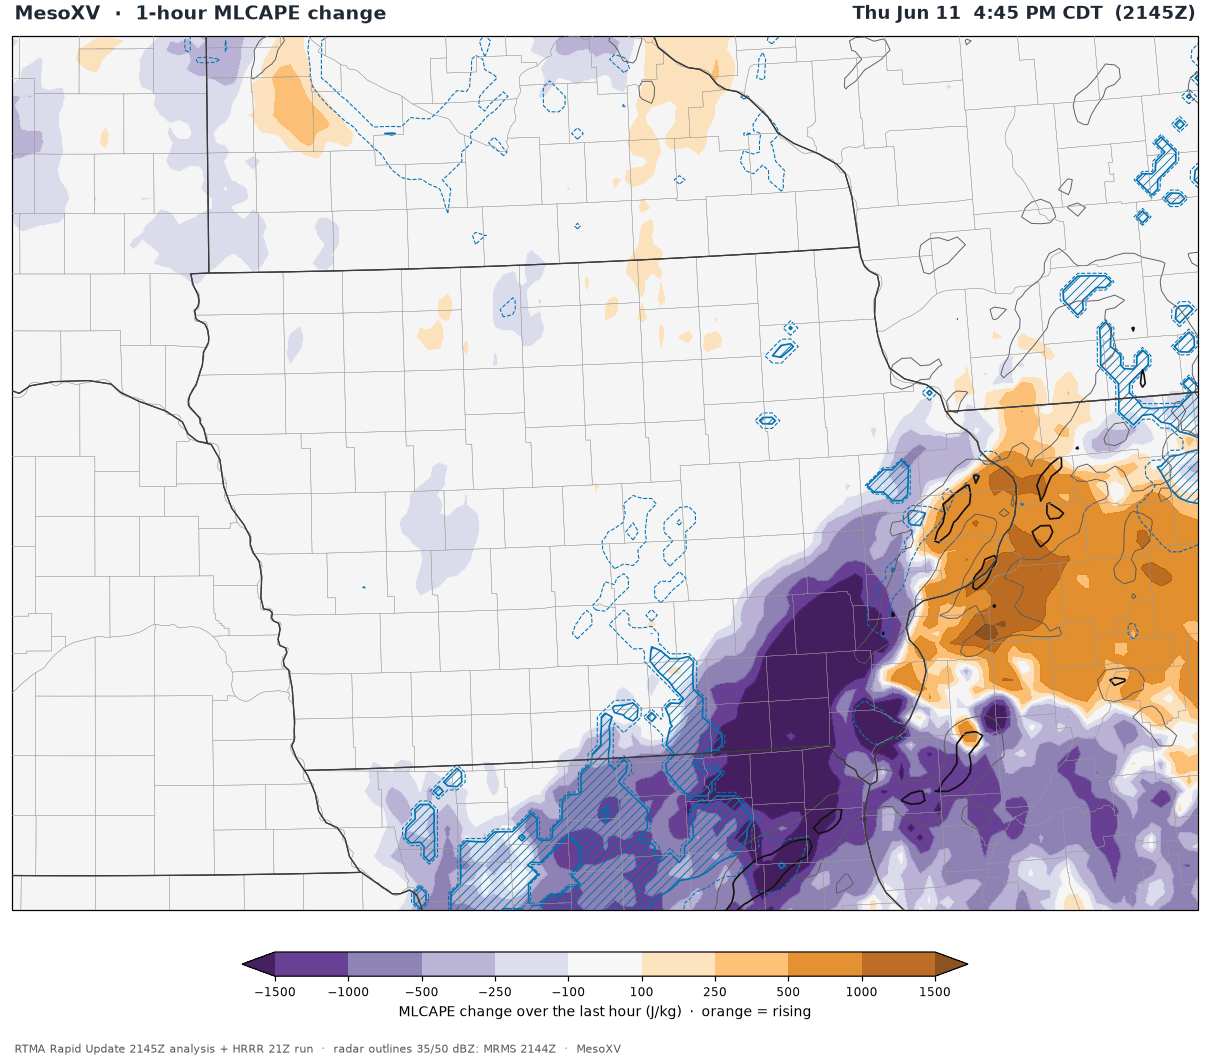 MesoXV · 1-hour MLCAPE change
Thu Jun 11 4:45 PM CDT (2145Z)
−1500 −1000 −500 −250 −100 100 250 500 1000 1500
MLCAPE change over the last hour (J/kg) · orange = rising
RTMA Rapid Update 2145Z analysis + HRRR 21Z run · radar outlines 35/50 dBZ: MRMS 2144Z · MesoXV